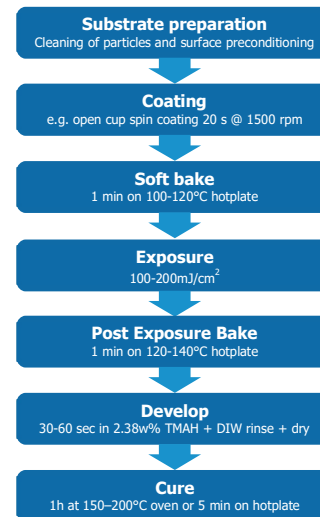 Substrate preparation
Cleaning of particles and surface preconditioning
Coating
e.g. open cup spin coating 20 s @ 1500 rpm
Soft bake
1 min on 100-120°C hotplate
Exposure
100-200mJ/cm²
Post Exposure Bake
1 min on 120-140°C hotplate
Develop
30-60 sec in 2.38w% TMAH + DIW rinse + dry
Cure
1h at 150–200°C oven or 5 min on hotplate